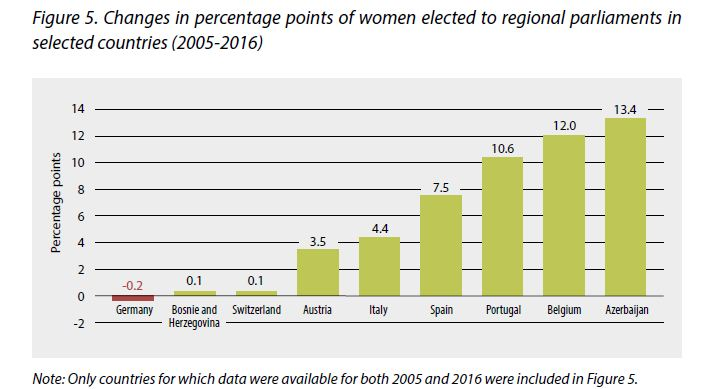 Figure 5. Changes in percentage points of women elected to regional parliaments in
selected countries (2005-2016)
Percentage points
14
12
10
8
6
4
2
0
-2
-0.2
0.1
0.1
3.5
4.4
7.5
10.6
12.0
13.4
Germany
Bosnie and
Herzegovina
Switzerland
Austria
Italy
Spain
Portugal
Belgium
Azerbaijan
Note: Only countries for which data were available for both 2005 and 2016 were included in Figure 5.